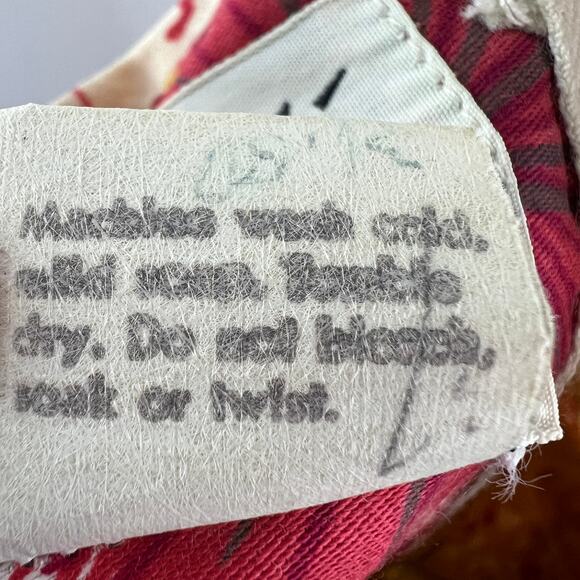 Machine wash cold,
mild soap. Tumble
dry. Do not bleach,
soak or twist.